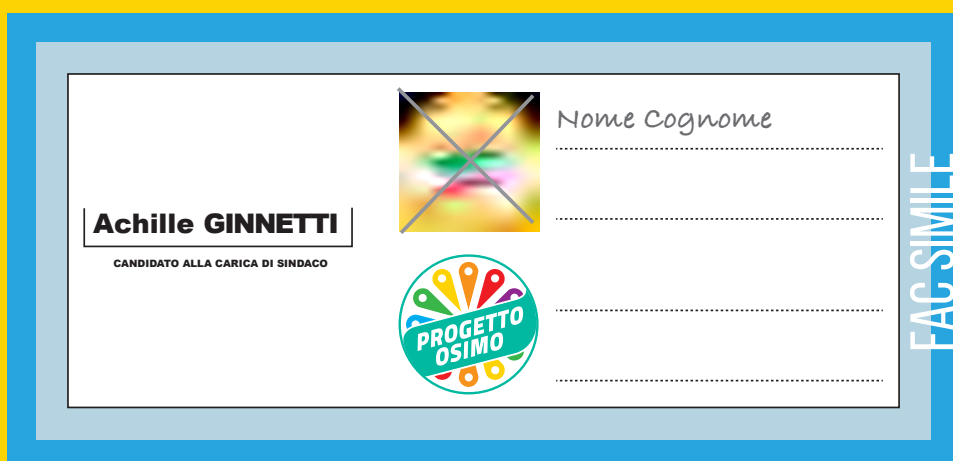 Nome Cognome
Achille GINNETTI
CANDIDATO ALLA CARICA DI SINDACO
PROGETTO
OSIMO
FAC SIMILE